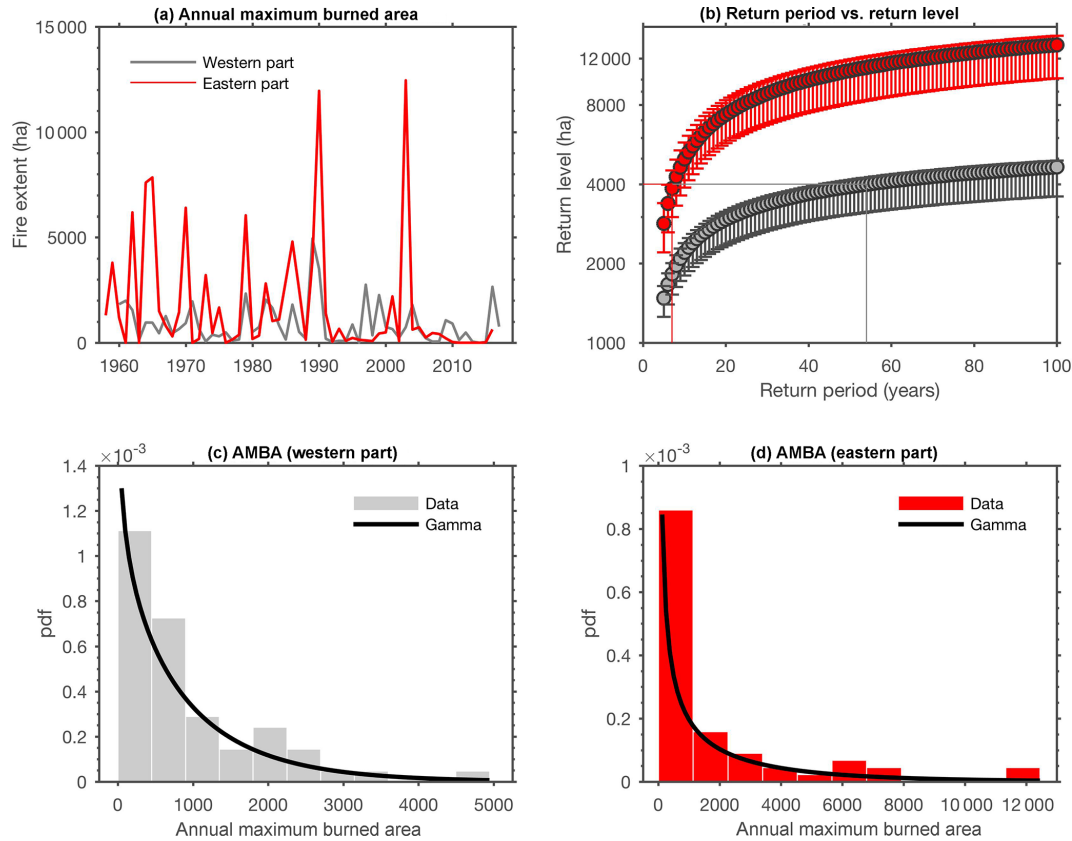 (a) Annual maximum burned area
15 000
10 000
5000
0
Fire extent (ha)
Western part
Eastern part
1960 1970 1980 1990 2000 2010
(b) Return period vs. return level
12 000
8000
4000
2000
1000
Return level (ha)
0 20 40 60 80 100
Return period (years)
(c) AMBA (western part)
×10-3
1.4
1.2
1
0.8
0.6
0.4
0.2
0
pdf
Data
Gamma
0 1000 2000 3000 4000 5000
Annual maximum burned area
(d) AMBA (eastern part)
×10-3
1
0.8
0.6
0.4
0.2
0
pdf
Data
Gamma
0 2000 4000 6000 8000 10 000 12 000
Annual maximum burned area